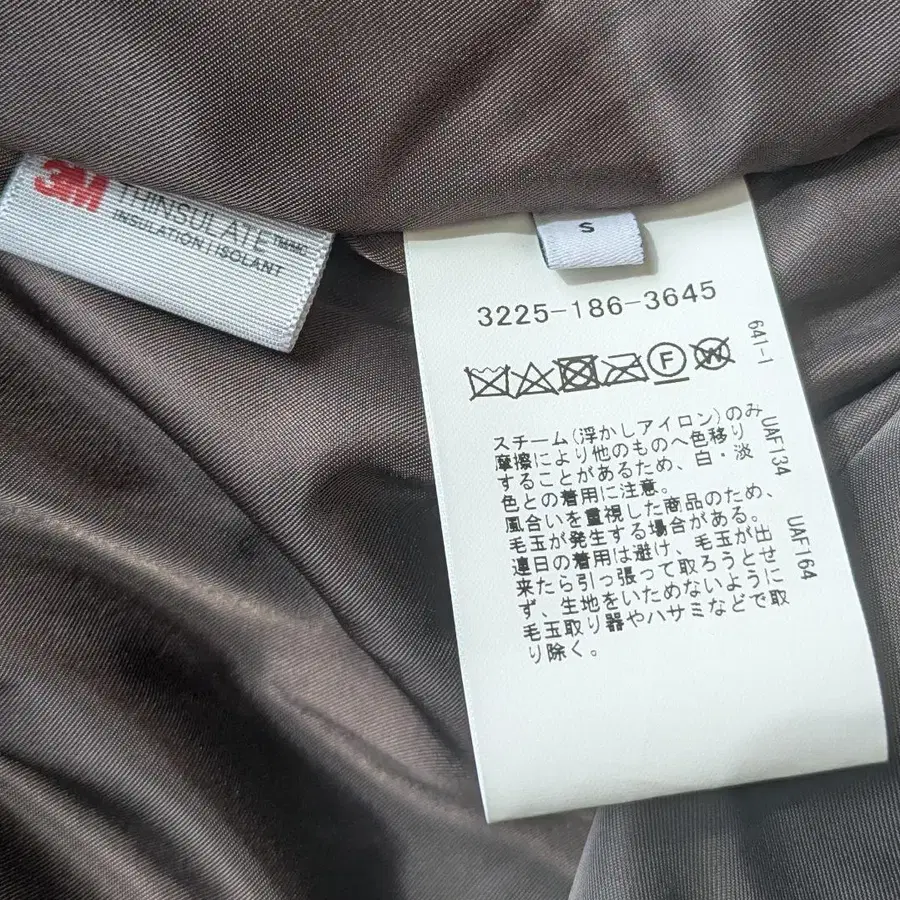 3M THINSULATE TM/MC
INSULATION | ISOLANT
S
3225-186-3645
F W
スチーム(浮かしアイロン)のみ
摩擦により他のものへ色移り
することがあるため、白・淡
色との着用に注意。
風合いを重視した商品のため、
毛玉が発生する場合がある。
連日の着用は避け、毛玉が出
来たら引っ張って取ろうとせ
ず、生地をいためないように
毛玉取り器やハサミなどで取
り除く。
641-1
UAF134
UAF164